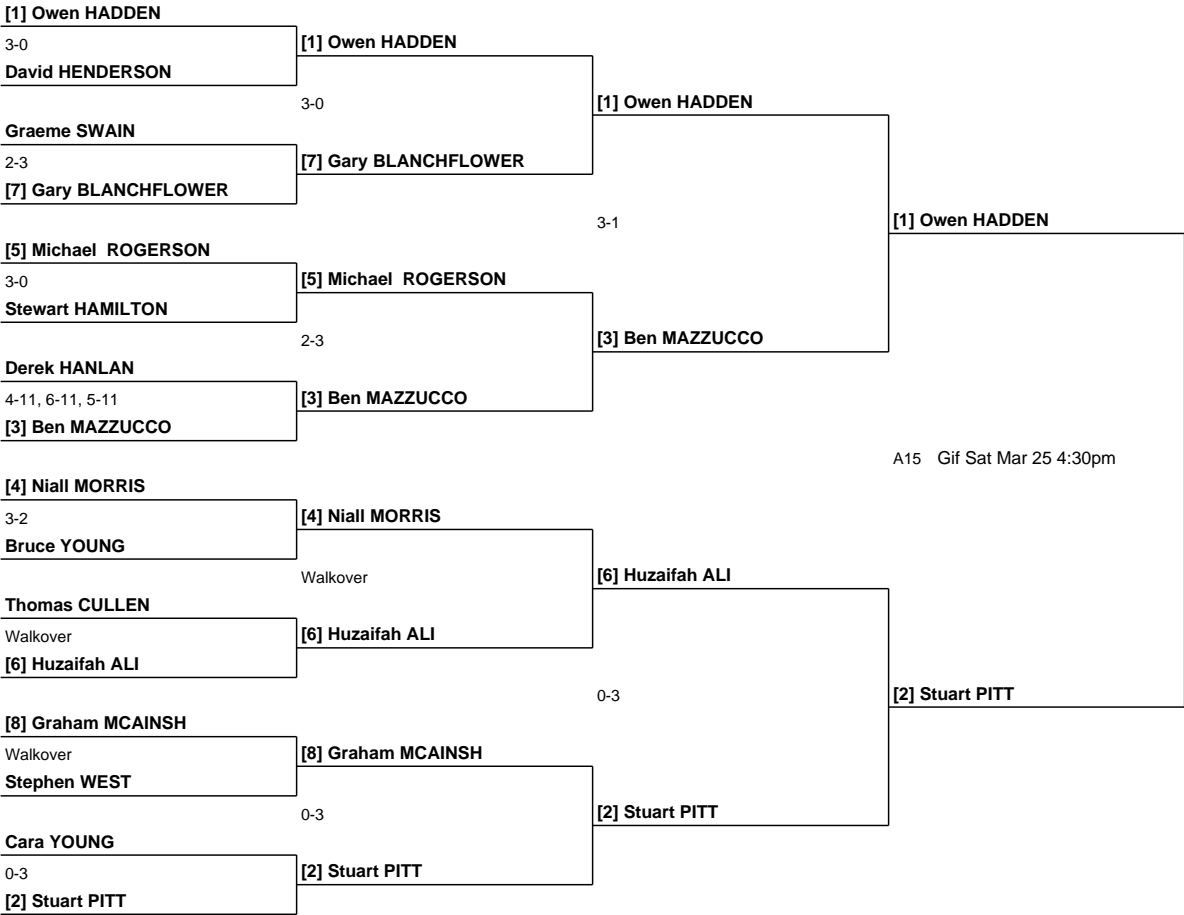 [1] Owen HADDEN
3-0
David HENDERSON
Graeme SWAIN
2-3
[7] Gary BLANCHFLOWER
[5] Michael  ROGERSON
3-0
Stewart HAMILTON
Derek HANLAN
4-11, 6-11, 5-11
[3] Ben MAZZUCCO
[4] Niall MORRIS
3-2
Bruce YOUNG
Thomas CULLEN
Walkover
[6] Huzaifah ALI
[8] Graham MCAINSH
Walkover
Stephen WEST
Cara YOUNG
0-3
[2] Stuart PITT
[1] Owen HADDEN
3-0
[7] Gary BLANCHFLOWER
[5] Michael  ROGERSON
2-3
[3] Ben MAZZUCCO
[4] Niall MORRIS
Walkover
[6] Huzaifah ALI
[8] Graham MCAINSH
0-3
[2] Stuart PITT
[1] Owen HADDEN
3-1
[3] Ben MAZZUCCO
[6] Huzaifah ALI
0-3
[2] Stuart PITT
[1] Owen HADDEN
A15 Gif Sat Mar 25 4:30pm
[2] Stuart PITT